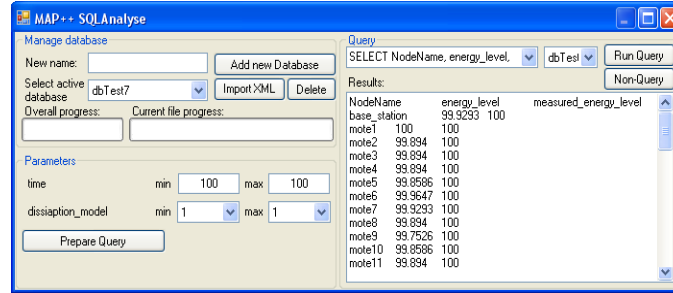 MAP++ SQLAnalyse
Manage database
New name:
Add new Database
Select active database
dbTest7
Import XML
Delete
Overall progress:
Current file progress:
Parameters
time min 100 max 100
dissiaption_model min 1 max 1
Prepare Query
Query
SELECT NodeName, energy_level,
Run Query
Results:
Non-Query
NodeName energy_level measured_energy_level
base_station 99.9293 100
mote1 100 100
mote2 99.894 100
mote3 99.894 100
mote4 99.894 100
mote5 99.8586 100
mote6 99.9647 100
mote7 99.9293 100
mote8 99.894 100
mote9 99.7526 100
mote10 99.8586 100
mote11 99.894 100